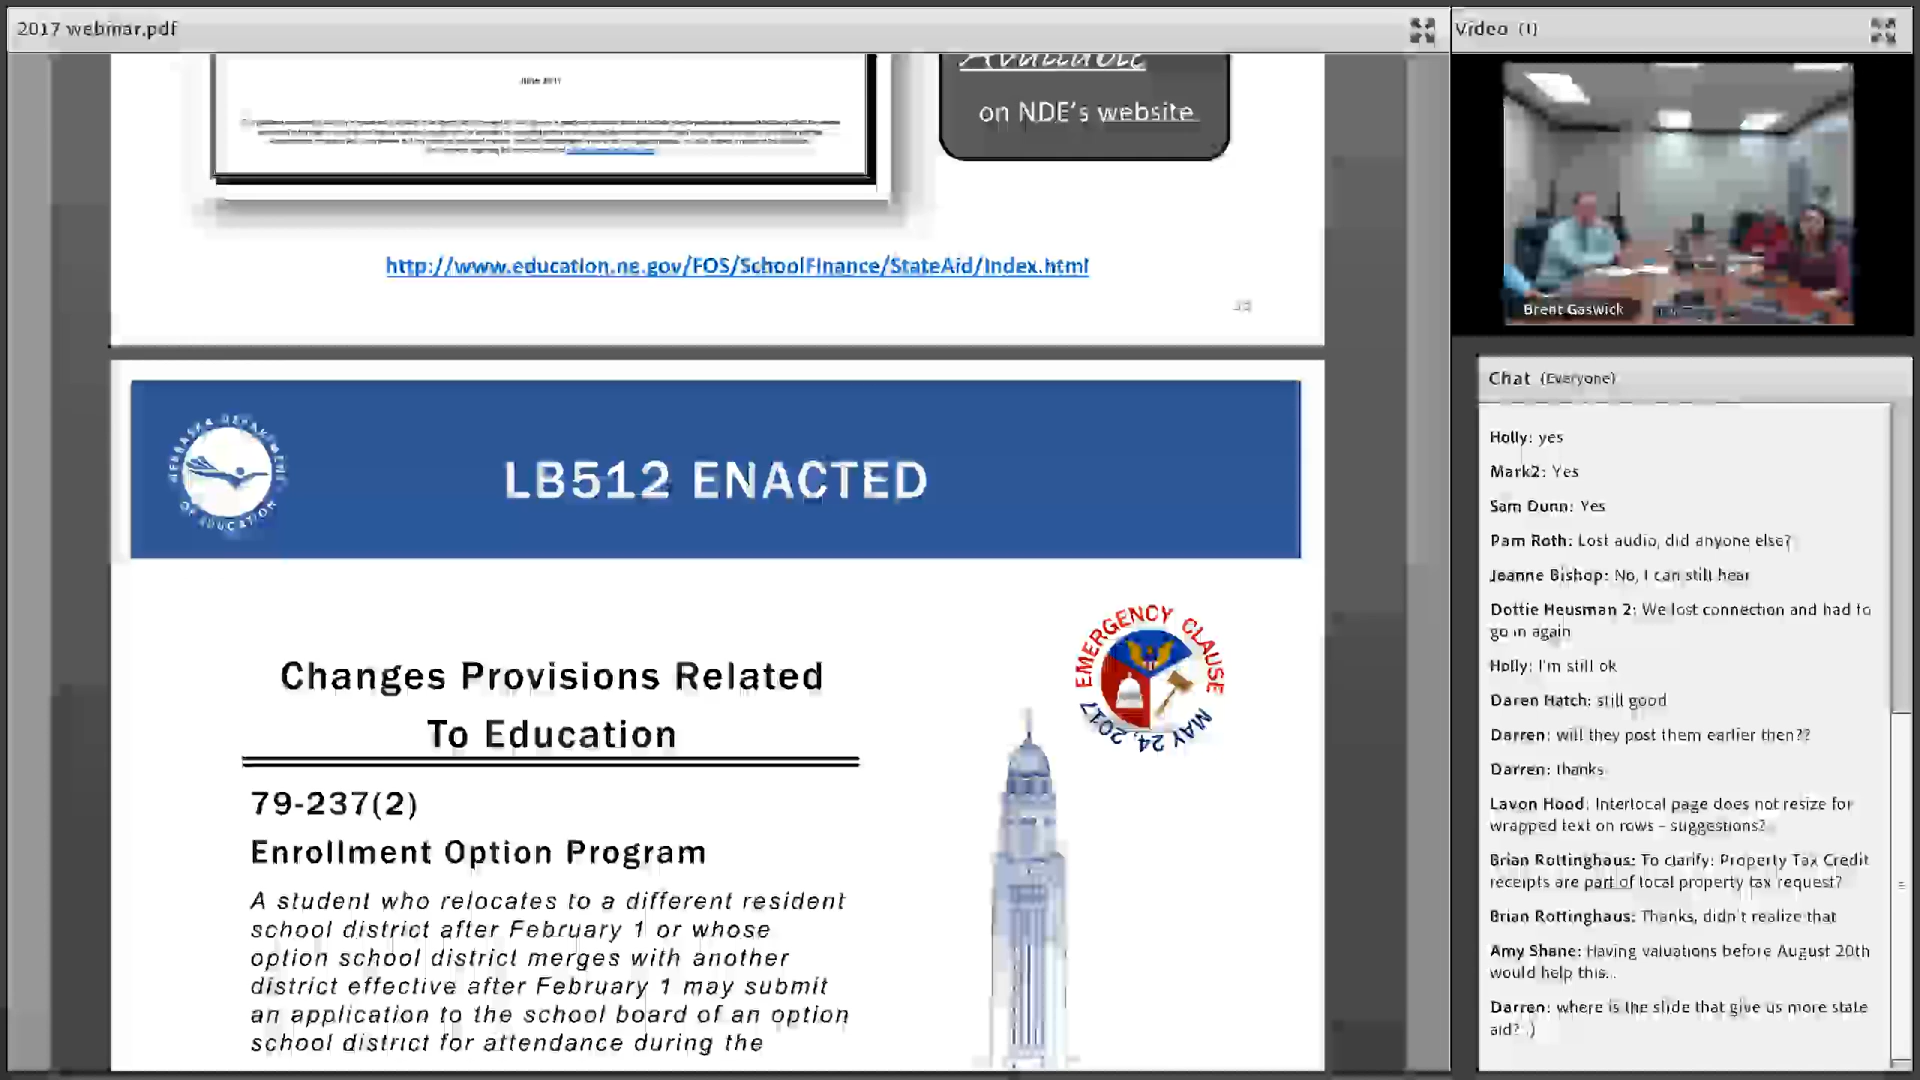 2017 webinar.pdf
June 2017
Available
on NDE's website
http://www.education.ne.gov/FOS/SchoolFinance/StateAid/Index.html
NEBRASKA DEPARTMENT
OF EDUCATION
LB512 ENACTED
EMERGENCY CLAUSE
MAY 24, 2017
Changes Provisions Related
To Education
79-237(2)
Enrollment Option Program
A student who relocates to a different resident
school district after February 1 or whose
option school district merges with another
district effective after February 1 may submit
an application to the school board of an option
school district for attendance during the
Video (1)
Brent Gaswick
Chat (Everyone)
Holly: yes
Mark2: Yes
Sam Dunn: Yes
Pam Roth: Lost audio, did anyone else?
Jeanne Bishop: No, I can still hear
Dottie Heusman 2: We lost connection and had to
go in again
Holly: I'm still ok
Daren Hatch: still good
Darren: will they post them earlier then??
Darren: thanks
Lavon Hood: Interlocal page does not resize for
wrapped text on rows - suggestions?
Brian Rottinghaus: To clarify: Property Tax Credit
receipts are part of local property tax request?
Brian Rottinghaus: Thanks, didn't realize that
Amy Shane: Having valuations before August 20th
would help this...
Darren: where is the slide that give us more state
aid? :)